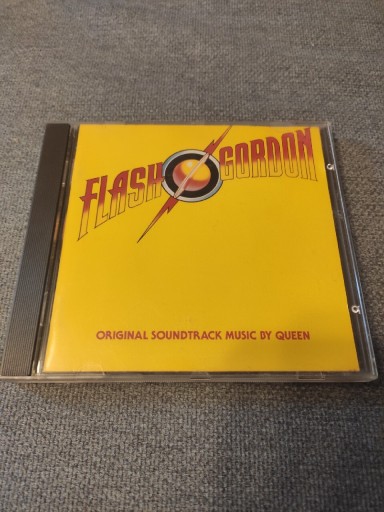 FLASH GORDON
ORIGINAL SOUNDTRACK MUSIC BY QUEEN